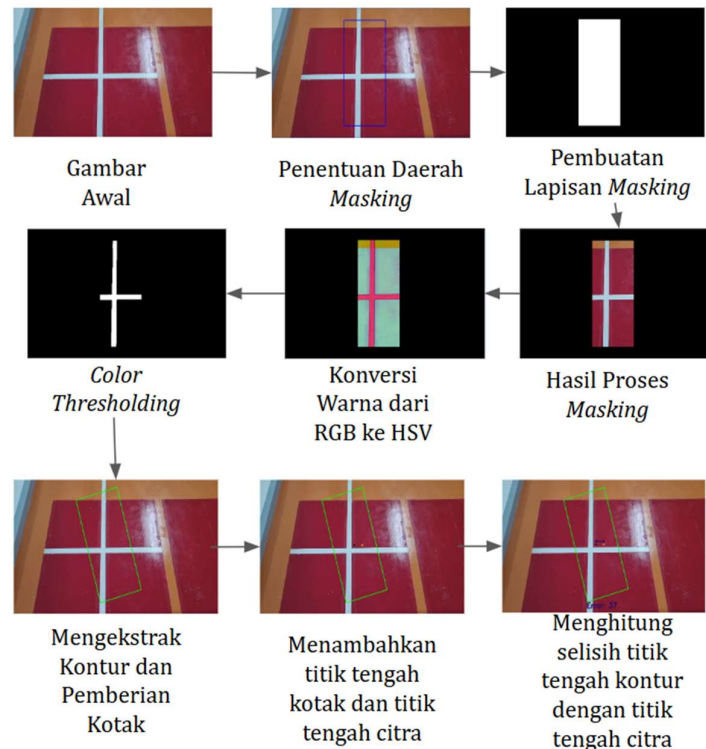 Gambar
Awal
Penentuan Daerah
Masking
Pembuatan
Lapisan Masking
Hasil Proses
Masking
Konversi
Warna dari
RGB ke HSV
Color
Thresholding
Mengekstrak
Kontur dan
Pemberian
Kotak
Menambahkan
titik tengah
kotak dan titik
tengah citra
Error: 37
Menghitung
selisih titik
tengah kontur
dengan titik
tengah citra